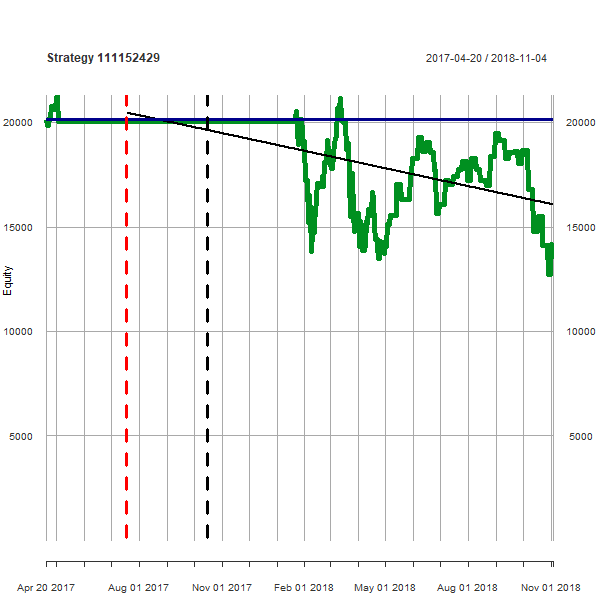 Strategy 111152429
2017-04-20 / 2018-11-04
20000
20000
15000
15000
Equity
10000
10000
5000
5000
Apr 20 2017
Aug 01 2017
Nov 01 2017
Feb 01 2018
May 01 2018
Aug 01 2018
Nov 01 2018